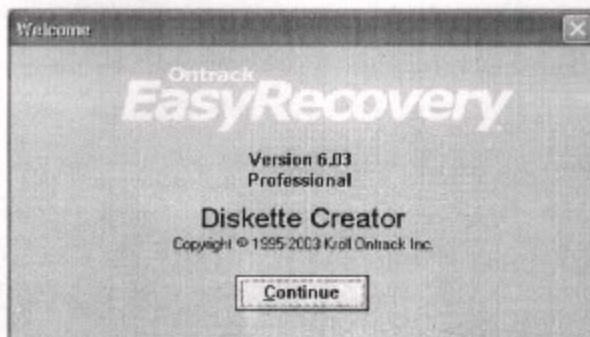 Welcome
Ontrack
EasyRecovery
Version 6.03
Professional
Diskette Creator
Copyright © 1995-2003 Kroll Ontrack Inc.
Continue